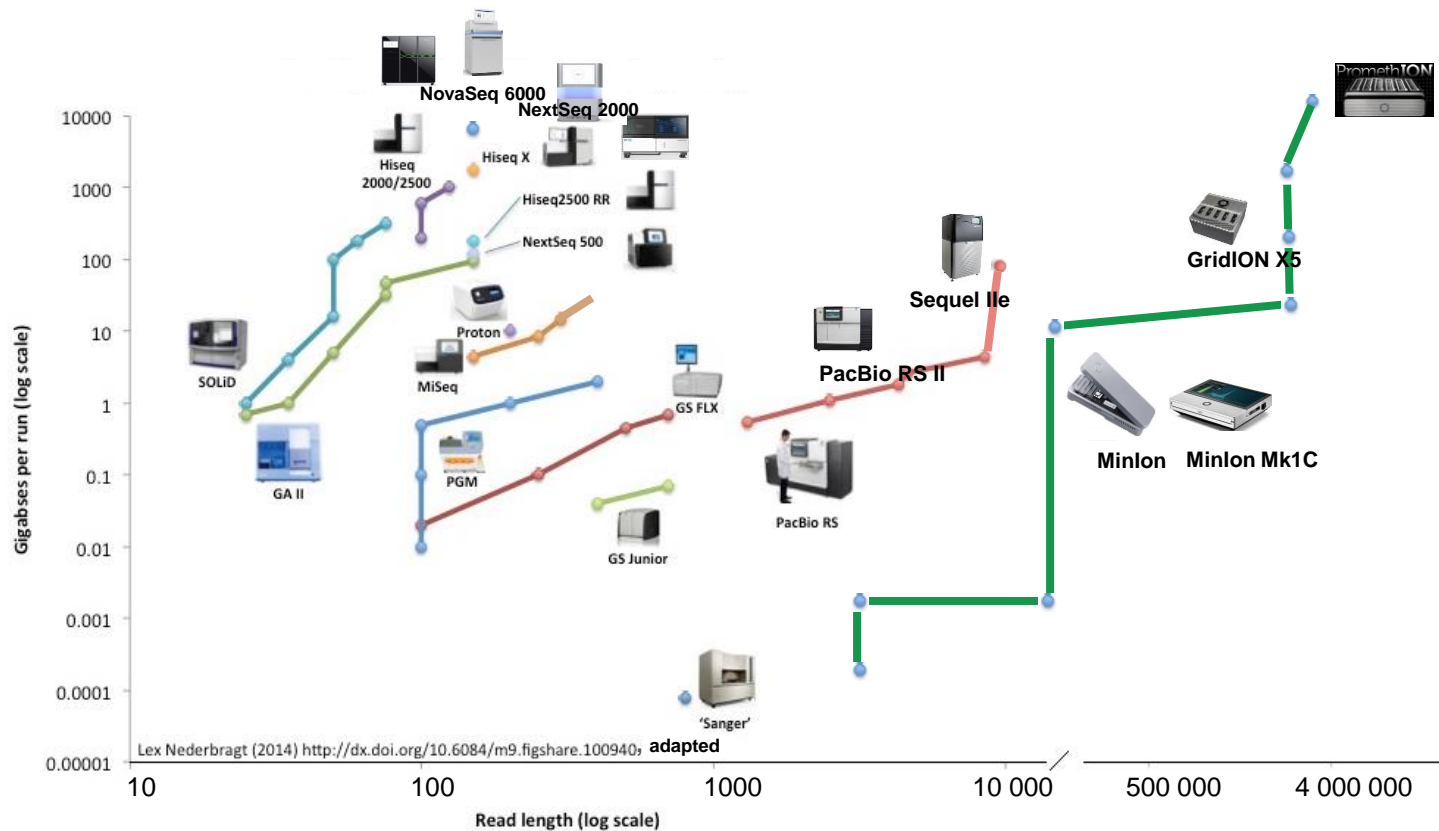 PromethION
NovaSeq 6000
NextSeq 2000
10000
Hiseq
2000/2500
Hiseq X
1000
Hiseq2500 RR
NextSeq 500
100
GridION X5
Sequel IIe
Gigabses per run (log scale)
10
Proton
SOLiD
MiSeq
PacBio RS II
1
GS FLX
MinIon
MinIon Mk1C
0.1
GA II
PGM
PacBio RS
0.01
GS Junior
0.001
0.0001
'Sanger'
Lex Nederbragt (2014) http://dx.doi.org/10.6084/m9.figshare.100940, adapted
0.00001
10
100
1000
10 000
500 000
4 000 000
Read length (log scale)